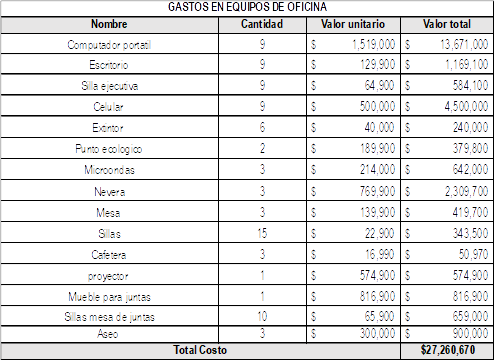 GASTOS EN EQUIPOS DE OFICINA
Nombre Cantidad Valor unitario Valor total
Computador portatil 9 $ 1,519,000 $ 13,671,000
Escritorio 9 $ 129,900 $ 1,169,100
Silla ejecutiva 9 $ 64,900 $ 584,100
Celular 9 $ 500,000 $ 4,500,000
Extintor 6 $ 40,000 $ 240,000
Punto ecologico 2 $ 189,900 $ 379,800
Microondas 3 $ 214,000 $ 642,000
Nevera 3 $ 769,900 $ 2,309,700
Mesa 3 $ 139,900 $ 419,700
Sillas 15 $ 22,900 $ 343,500
Cafetera 3 $ 16,990 $ 50,970
proyector 1 $ 574,900 $ 574,900
Mueble para juntas 1 $ 816,900 $ 816,900
Sillas mesa de juntas 10 $ 65,900 $ 659,000
Aseo 3 $ 300,000 $ 900,000
Total Costo $27,260,670